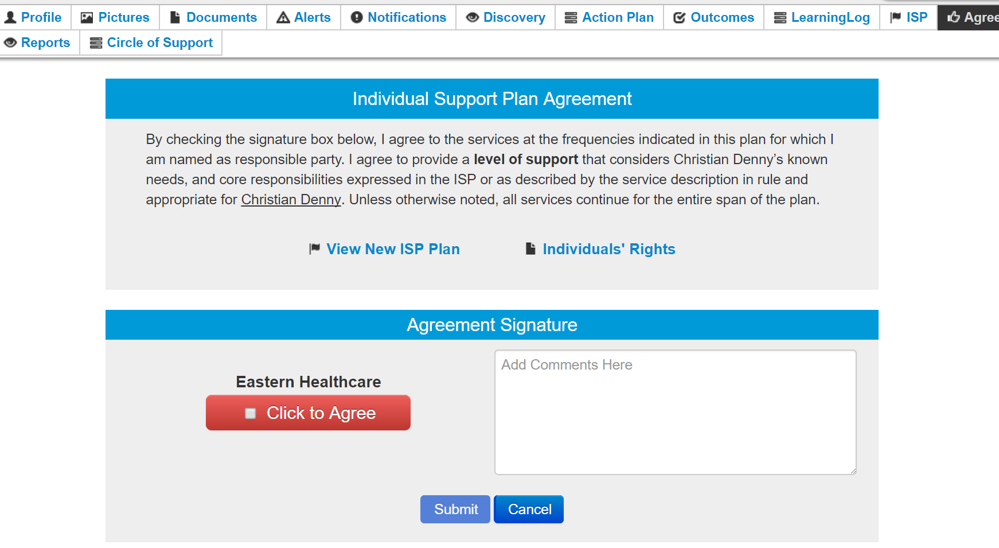 Profile Pictures Documents Alerts Notifications Discovery Action Plan Outcomes LearningLog ISP Agree
Reports Circle of Support
Individual Support Plan Agreement
By checking the signature box below, I agree to the services at the frequencies indicated in this plan for which I
am named as responsible party. I agree to provide a level of support that considers Christian Denny’s known
needs, and core responsibilities expressed in the ISP or as described by the service description in rule and
appropriate for Christian Denny. Unless otherwise noted, all services continue for the entire span of the plan.
View New ISP Plan Individuals' Rights
Agreement Signature
Add Comments Here
Eastern Healthcare
Click to Agree
Submit Cancel